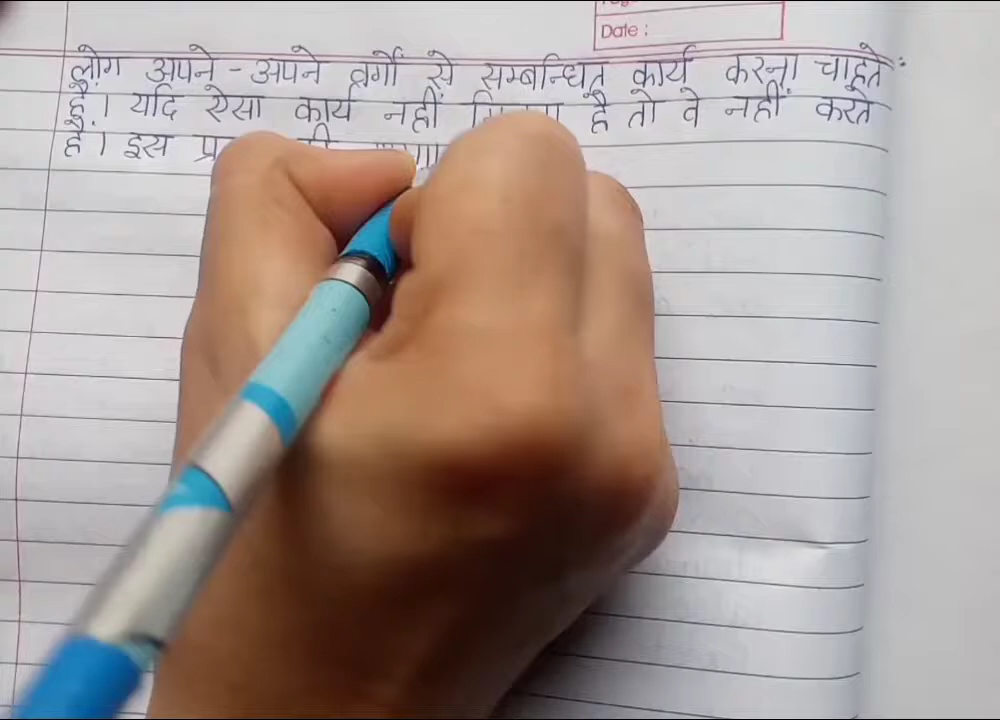 Date :
लोग अपने - अपने वर्गों से सम्बन्धित कार्य करना चाहते
हैं। यदि ऐसा कार्य नहीं है तो वे नहीं करते
हैं। इस